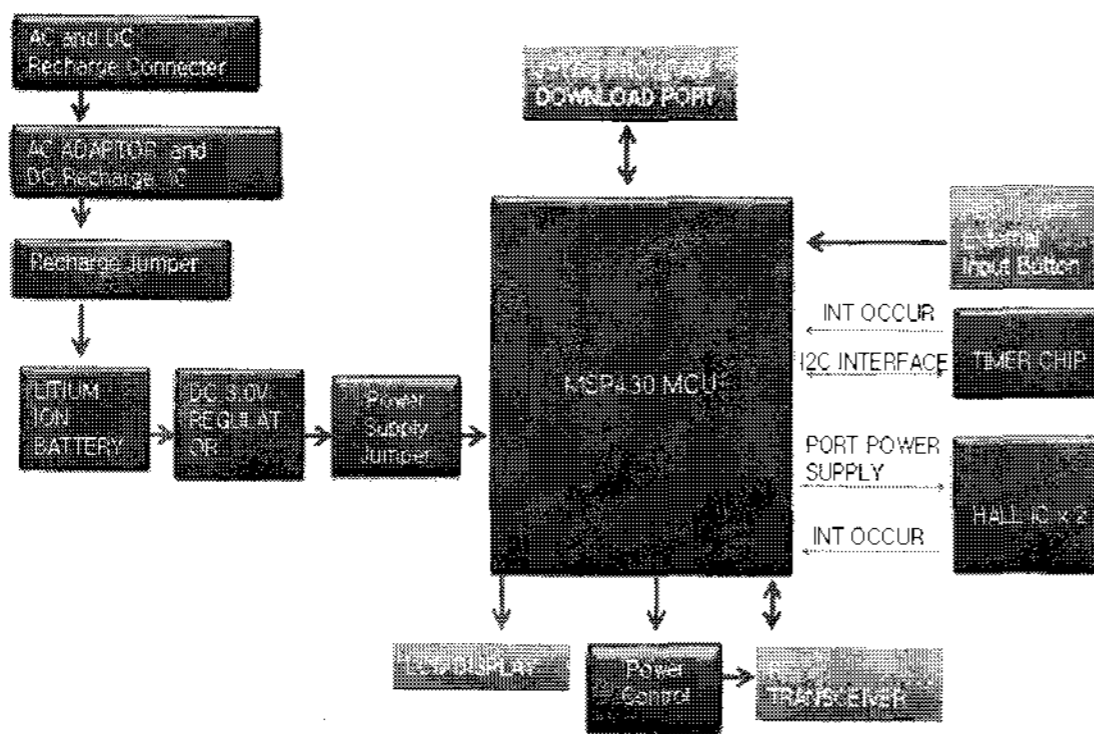 AC and DC
Recharge Connecter
AC ADAPTOR and
DC Recharge IC
Recharge Jumper
LITIUM
ION
BATTERY
DC 3.0V
REGULAT
OR
Power
Supply
Jumper
DOWNLOAD PORT
MSP430 MCU
External
Input Button
INT OCCUR
I2C INTERFACE
TIMER CHIP
PORT POWER
SUPPLY
HALL IC x 2
INT OCCUR
LCD DISPLAY
Power
Control
TRANSCEIVER